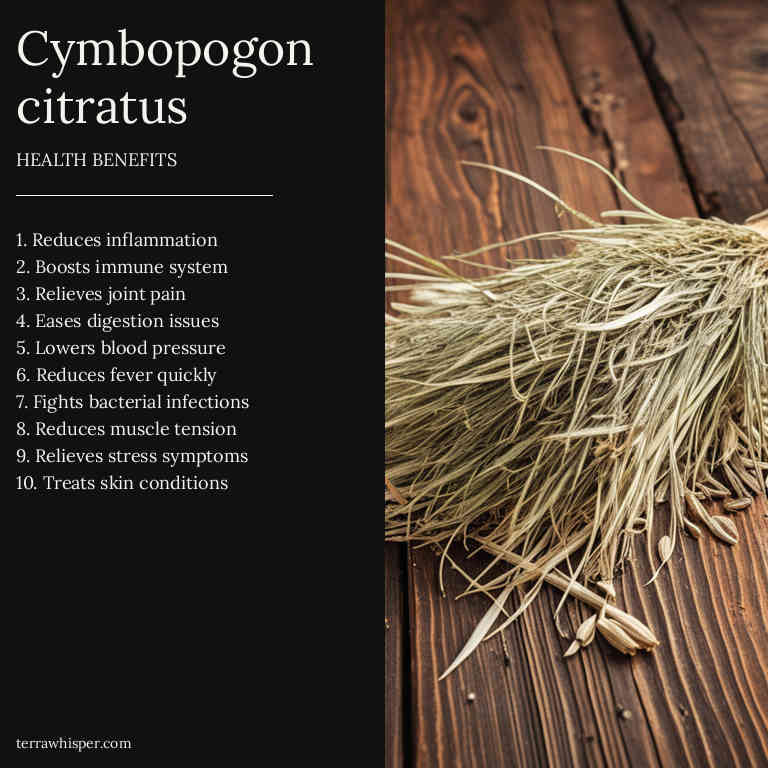 Cymbopogon
citratus
HEALTH BENEFITS
1. Reduces inflammation
2. Boosts immune system
3. Relieves joint pain
4. Eases digestion issues
5. Lowers blood pressure
6. Reduces fever quickly
7. Fights bacterial infections
8. Reduces muscle tension
9. Relieves stress symptoms
10. Treats skin conditions
terrawhisper.com